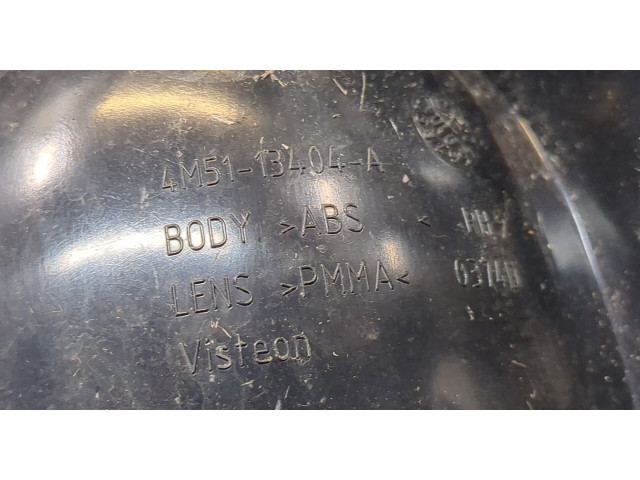 4M51-13404-A
BODY >ABS <
LENS >PMMA<
Visteon